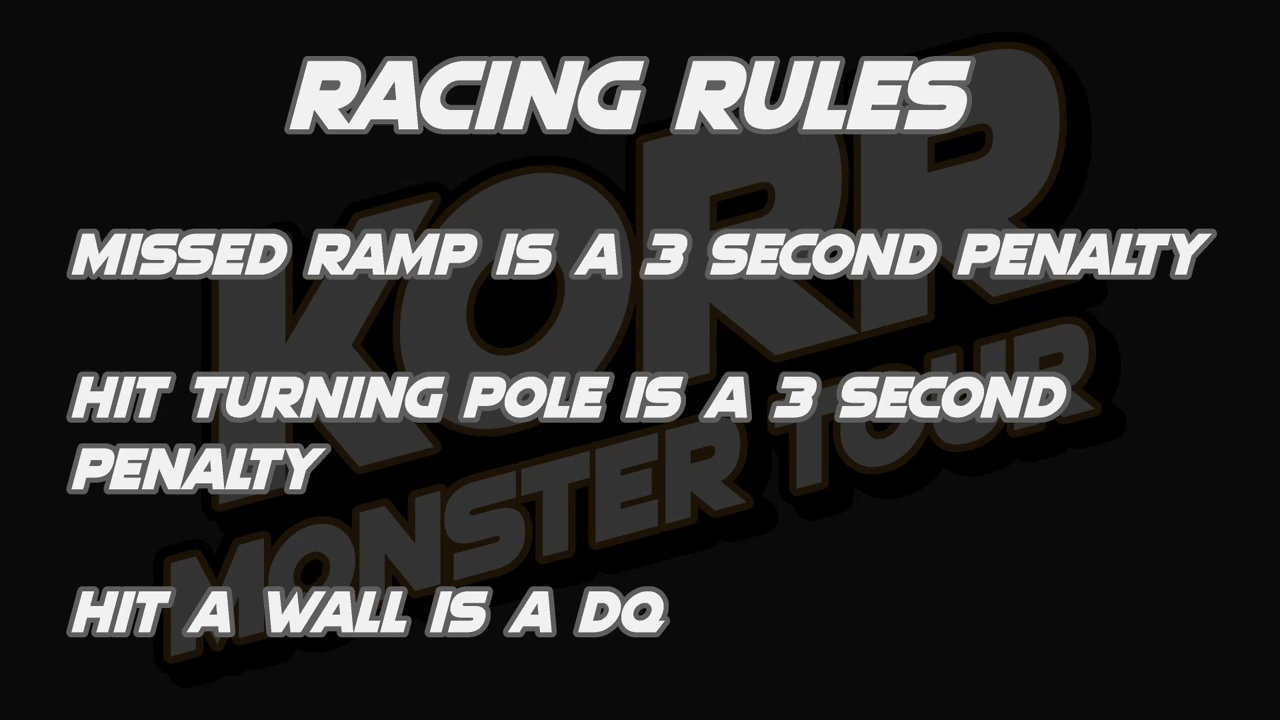 RACING RULES
MISSED RAMP IS A 3 SECOND PENALTY
HIT TURNING POLE IS A 3 SECOND
PENALTY
HIT A WALL IS A DQ
KORR
MONSTER TOUR